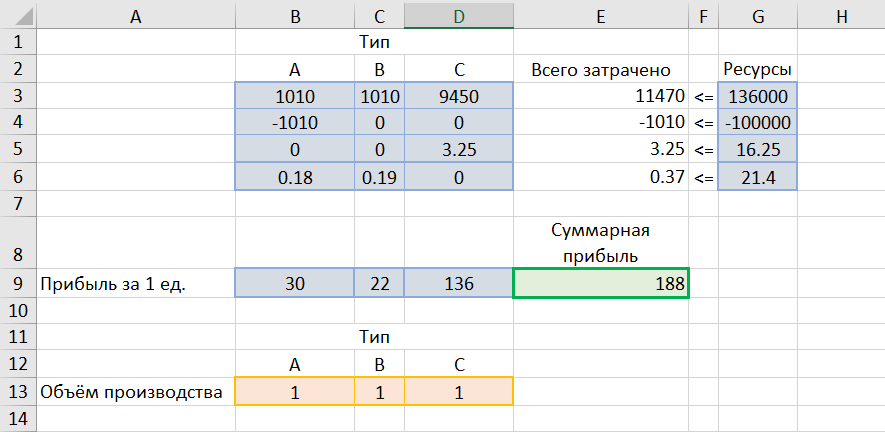 A B C D E F G H
1 Тип
2 A B C Всего затрачено Ресурсы
3 1010 1010 9450 11470 <= 136000
4 -1010 0 0 -1010 <= -100000
5 0 0 3.25 3.25 <= 16.25
6 0.18 0.19 0 0.37 <= 21.4
7
Суммарная
8 прибыль
9 Прибыль за 1 ед. 30 22 136 188
10
11 Тип
12 A B C
13 Объём производства 1 1 1
14